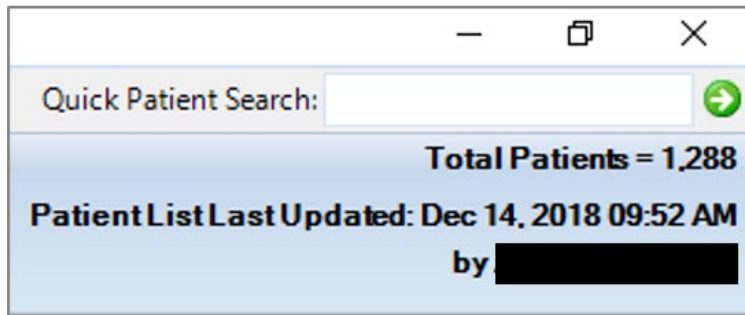 Quick Patient Search:
Total Patients = 1,288
Patient List Last Updated: Dec 14, 2018 09:52 AM
by